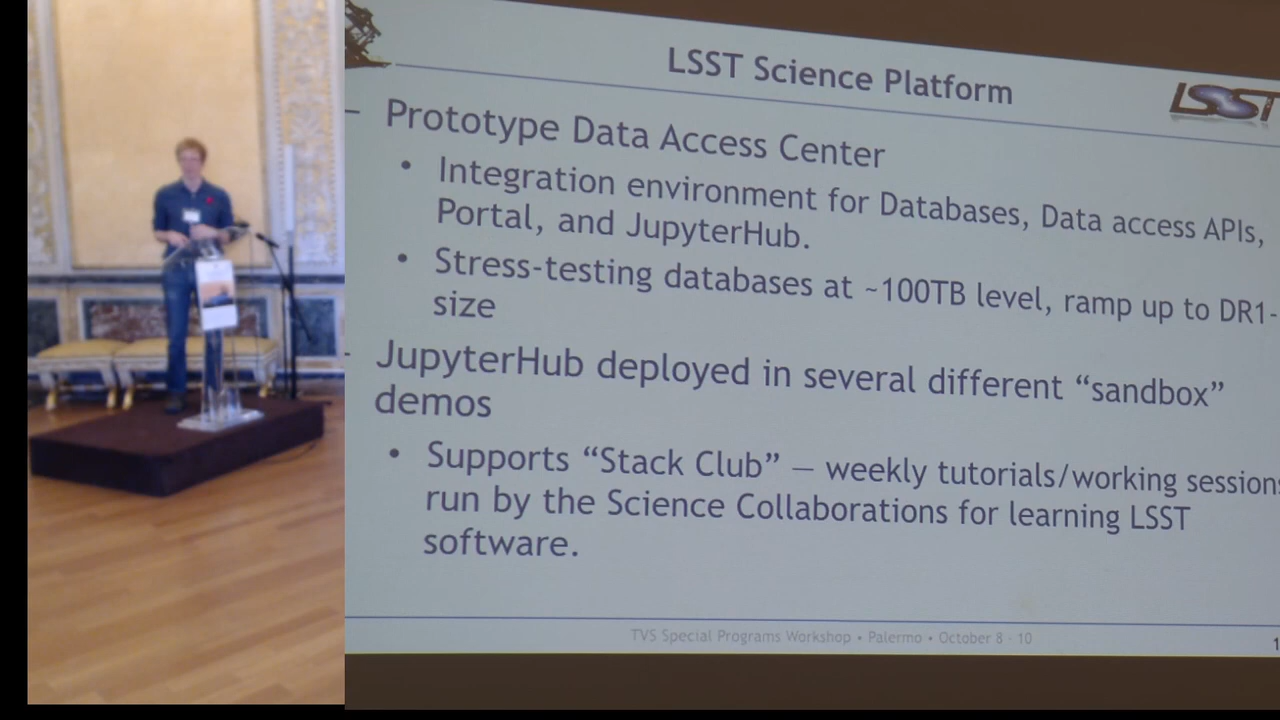 LSST Science Platform
LSST
– Prototype Data Access Center
• Integration environment for Databases, Data access APIs,
Portal, and JupyterHub.
• Stress-testing databases at ~100TB level, ramp up to DR1-
size
- JupyterHub deployed in several different “sandbox”
demos
• Supports “Stack Club” — weekly tutorials/working sessions
run by the Science Collaborations for learning LSST
software.
TVS Special Programs Workshop • Palermo • October 8 - 10